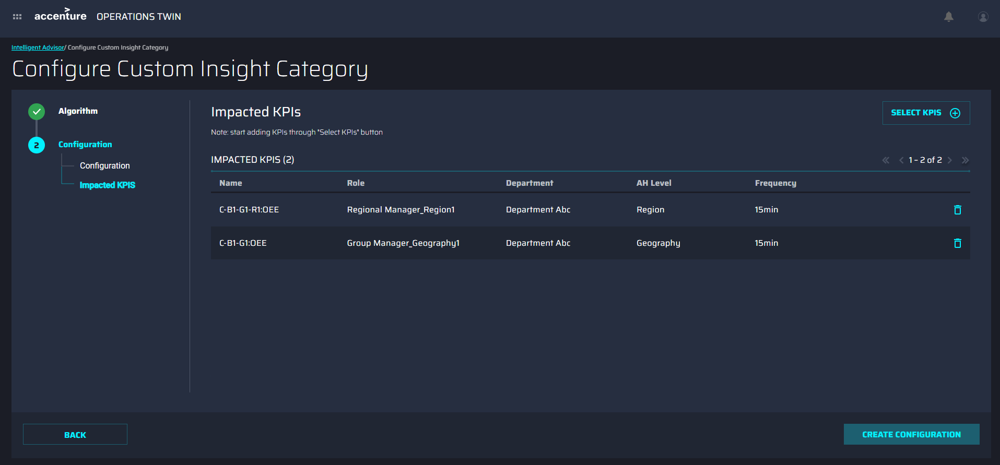 accenture OPERATIONS TWIN
Intelligent Advisor/ Configure Custom Insight Category
Configure Custom Insight Category
Algorithm
2 Configuration
Configuration
Impacted KPIS
Impacted KPIs
SELECT KPIS
Note: start adding KPIs through "Select KPIs" button
IMPACTED KPIS (2)
1 – 2 of 2
Name Role Department AH Level Frequency
C-B1-G1-R1:OEE Regional Manager_Region1 Department Abc Region 15min
C-B1-G1:OEE Group Manager_Geography1 Department Abc Geography 15min
BACK
CREATE CONFIGURATION